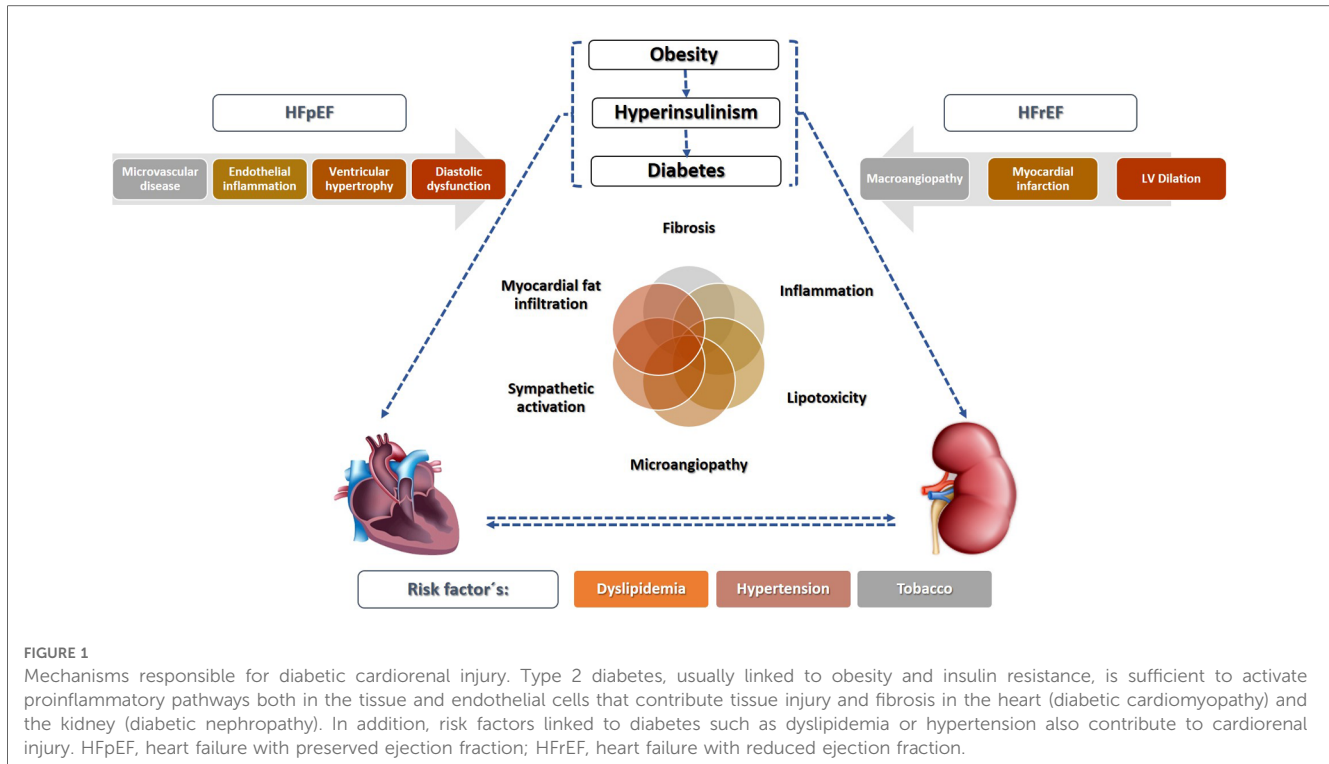 Obesity
Hyperinsulinism
Diabetes
HFpEF
Microvascular
disease
Endothelial
inflammation
Ventricular
hypertrophy
Diastolic
dysfunction
HFrEF
Macroangiopathy
Myocardial
infarction
LV Dilation
Fibrosis
Myocardial fat
infiltration
Inflammation
Sympathetic
activation
Lipotoxicity
Microangiopathy
Risk factor´s:
Dyslipidemia
Hypertension
Tobacco
FIGURE 1
Mechanisms responsible for diabetic cardiorenal injury. Type 2 diabetes, usually linked to obesity and insulin resistance, is sufficient to activate
proinflammatory pathways both in the tissue and endothelial cells that contribute tissue injury and fibrosis in the heart (diabetic cardiomyopathy) and
the kidney (diabetic nephropathy). In addition, risk factors linked to diabetes such as dyslipidemia or hypertension also contribute to cardiorenal
injury. HFpEF, heart failure with preserved ejection fraction; HFrEF, heart failure with reduced ejection fraction.